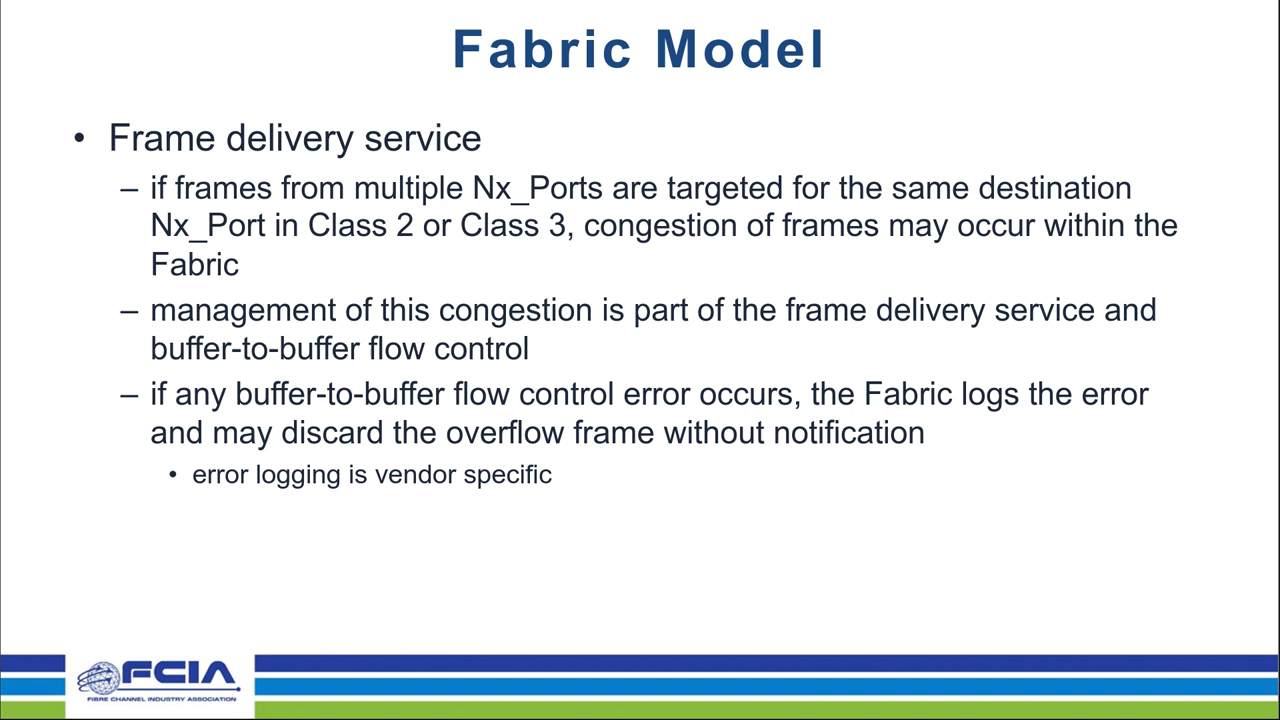 Fabric Model
• Frame delivery service
– if frames from multiple Nx_Ports are targeted for the same destination
Nx_Port in Class 2 or Class 3, congestion of frames may occur within the
Fabric
– management of this congestion is part of the frame delivery service and
buffer-to-buffer flow control
– if any buffer-to-buffer flow control error occurs, the Fabric logs the error
and may discard the overflow frame without notification
• error logging is vendor specific
FCIA
FIBRE CHANNEL INDUSTRY ASSOCIATION